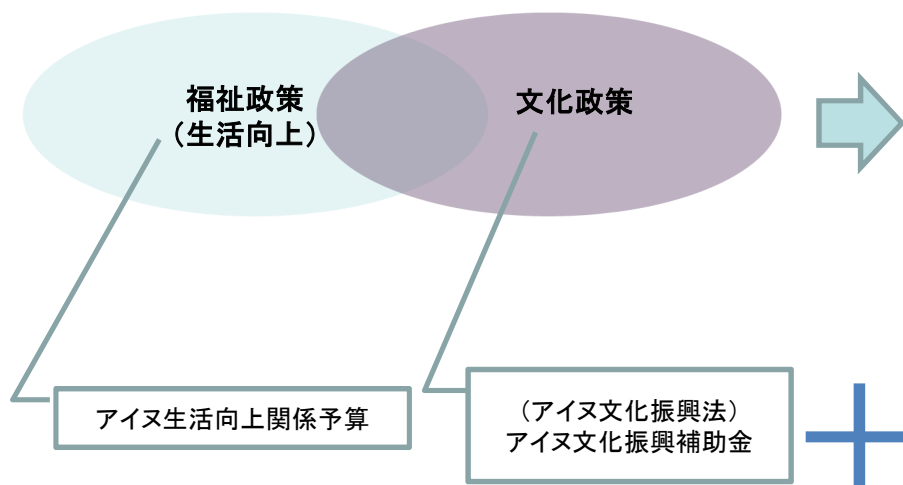 福祉政策
(生活向上)
文化政策
アイヌ生活向上関係予算
(アイヌ文化振興法)
アイヌ文化振興補助金